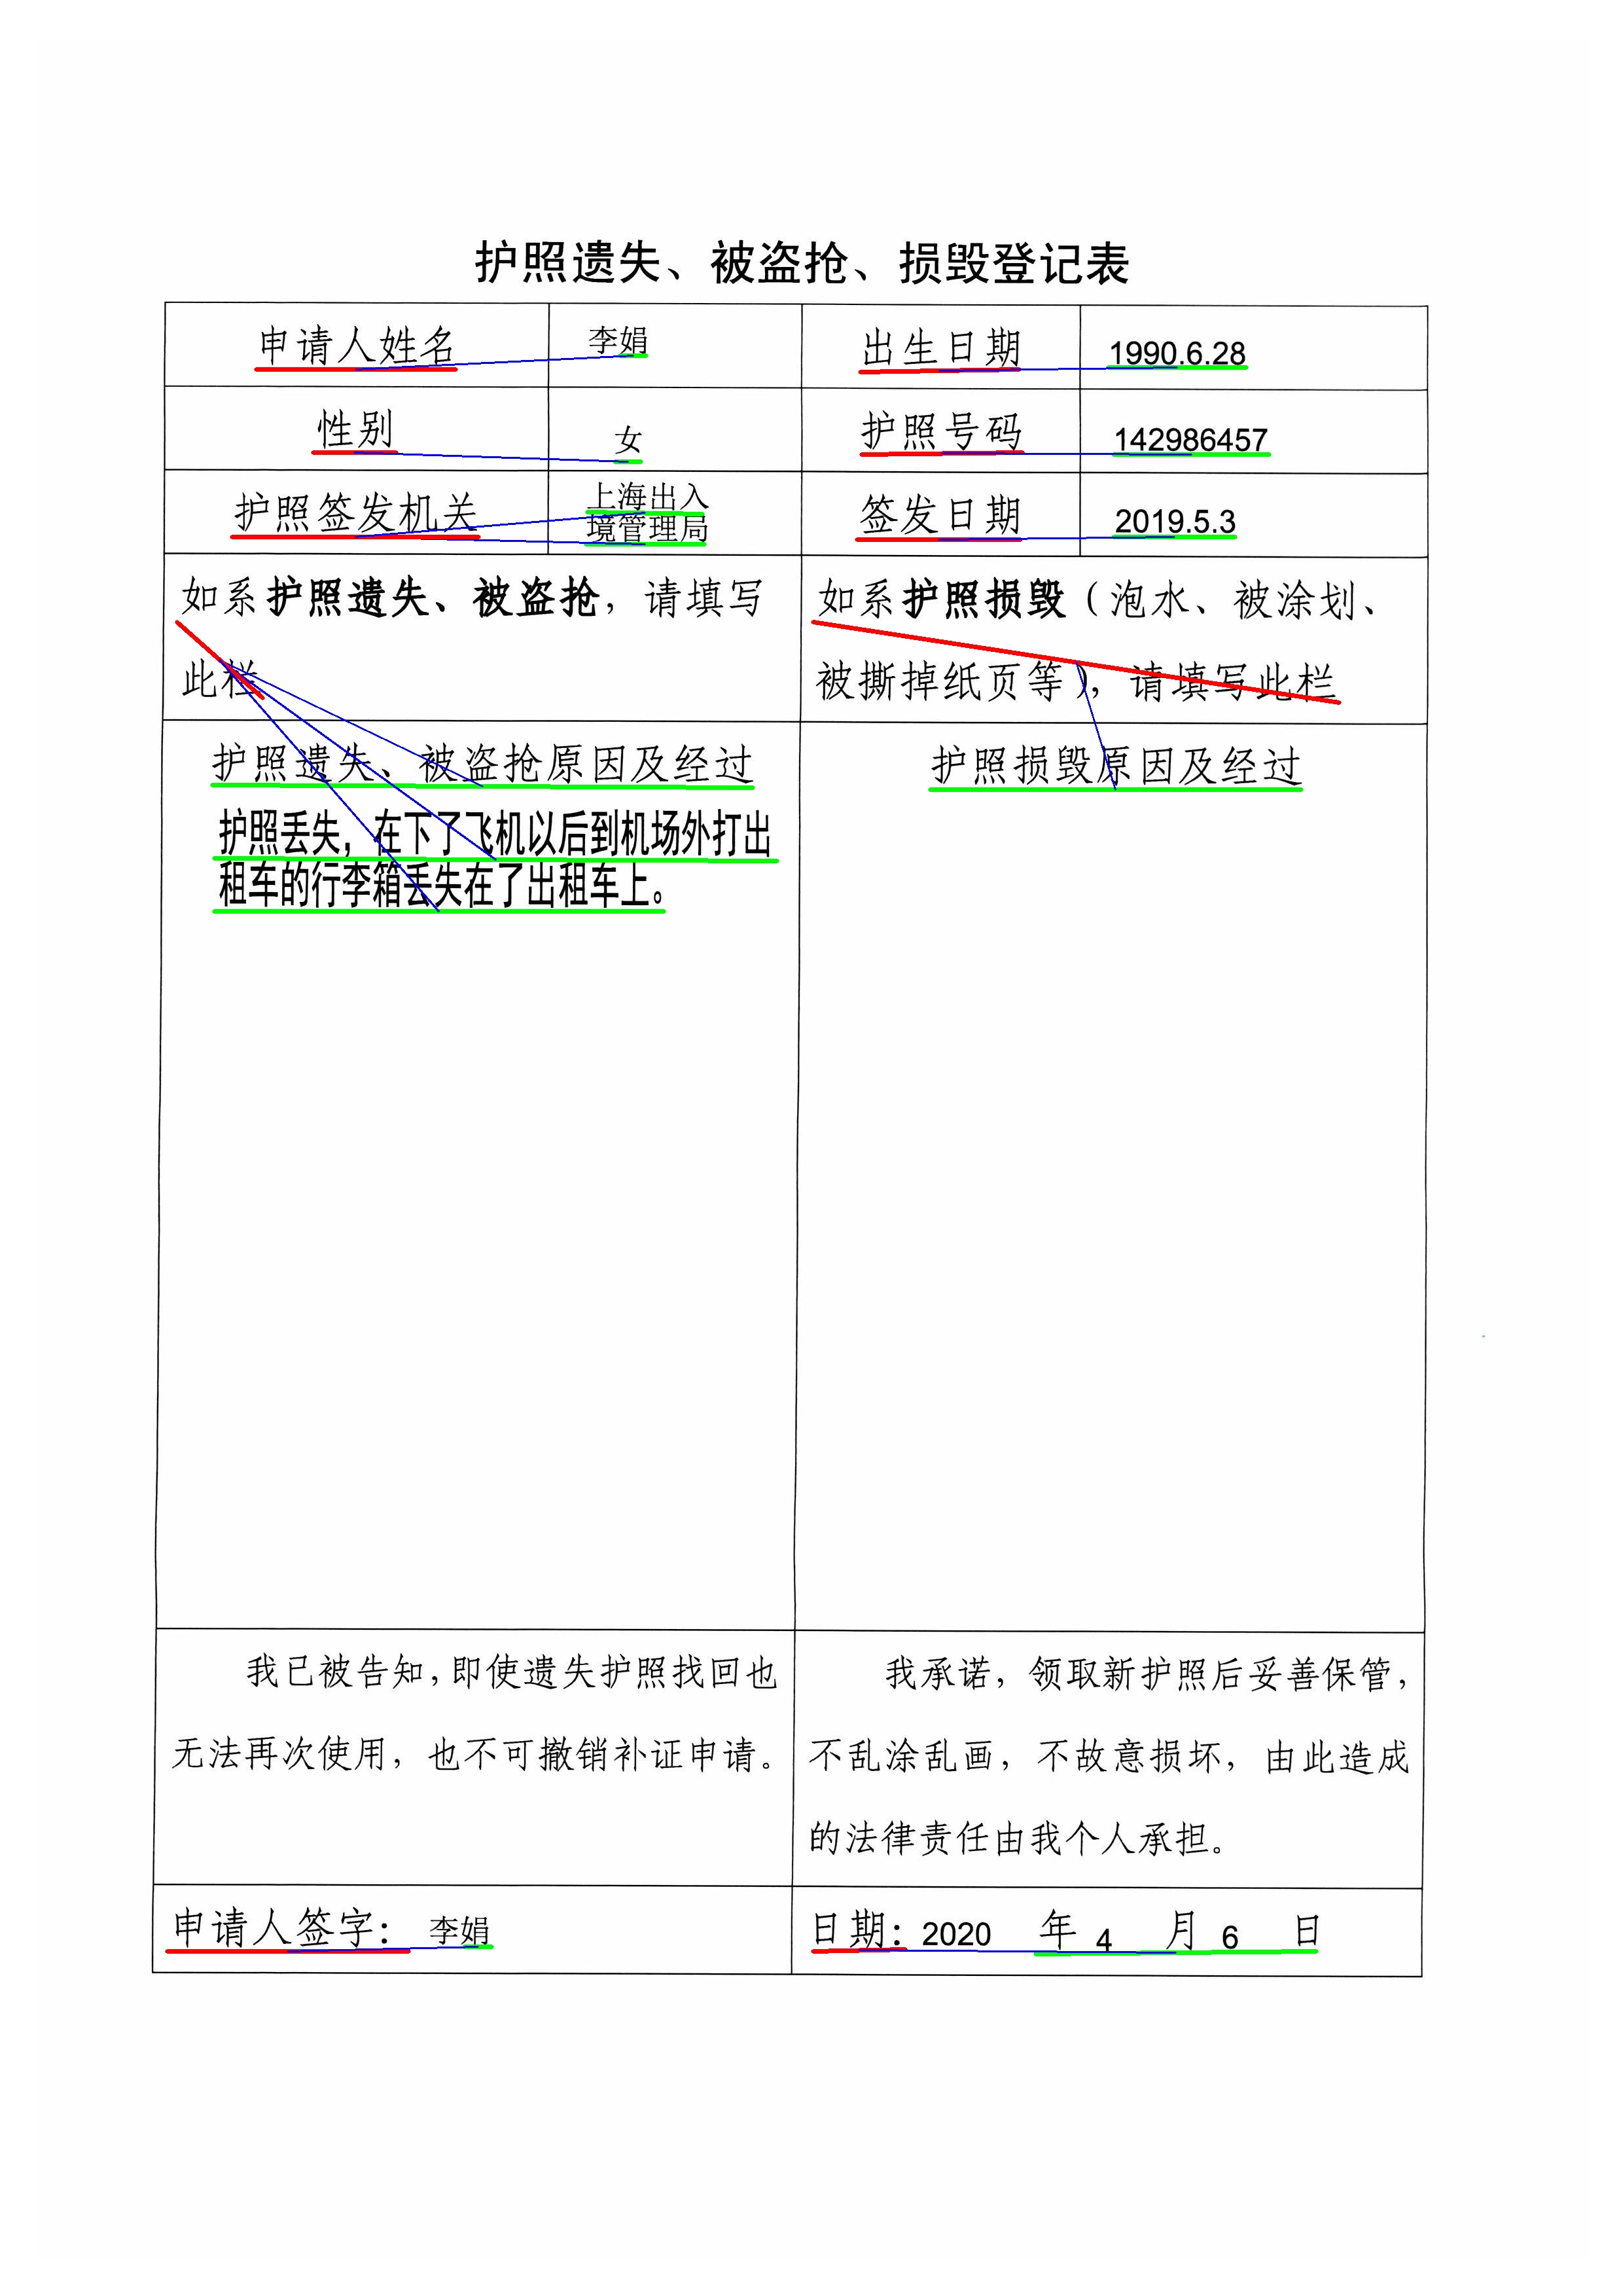 护照遗失、被盗抢、损毁登记表
申请人姓名 李娟 出生日期 1990.6.28
性别 女 护照号码 142986457
护照签发机关 上海出入 签发日期 2019.5.3
境管理局
如系护照遗失、被盗抢，请填写
此栏
如系护照损毁（泡水、被涂划、
被撕掉纸页等），请填写此栏
护照遗失、被盗抢原因及经过
护照丢失，在下了飞机以后到机场外打出
租车的行李箱丢失在了出租车上。
护照损毁原因及经过
我已被告知，即使遗失护照找回也
无法再次使用，也不可撤销补证申请。
我承诺，领取新护照后妥善保管，
不乱涂乱画，不故意损坏，由此造成
的法律责任由我个人承担。
申请人签字：李娟
日期：2020 年 4 月 6 日